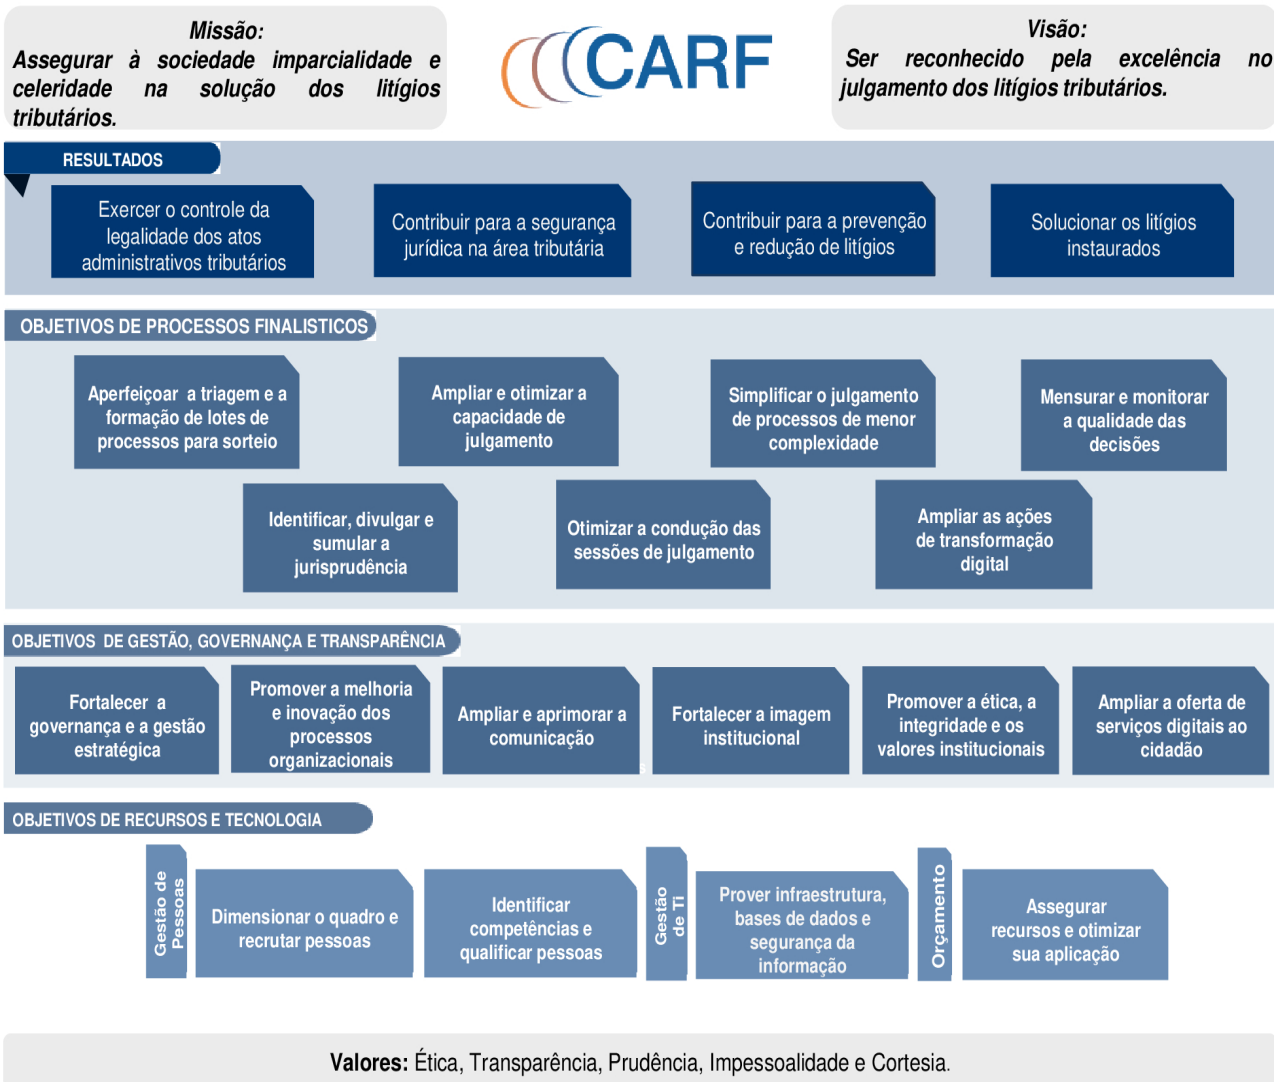 Missão:
Assegurar à sociedade imparcialidade e
celeridade na solução dos litígios
tributários.
CARF
Visão:
Ser reconhecido pela excelência no
julgamento dos litígios tributários.
RESULTADOS
Exercer o controle da
legalidade dos atos
administrativos tributários
Contribuir para a segurança
jurídica na área tributária
Contribuir para a prevenção
e redução de litígios
Solucionar os litígios
instaurados
OBJETIVOS DE PROCESSOS FINALISTICOS
Aperfeiçoar a triagem e a
formação de lotes de
processos para sorteio
Ampliar e otimizar a
capacidade de
julgamento
Simplificar o julgamento
de processos de menor
complexidade
Mensurar e monitorar
a qualidade das
decisões
Identificar, divulgar e
sumular a
jurisprudência
Otimizar a condução das
sessões de julgamento
Ampliar as ações
de transformação
digital
OBJETIVOS DE GESTÃO, GOVERNANÇA E TRANSPARÊNCIA
Fortalecer a
governança e a gestão
estratégica
Promover a melhoria
e inovação dos
processos
organizacionais
Ampliar e aprimorar a
comunicação
Fortalecer a imagem
institucional
Promover a ética, a
integridade e os
valores institucionais
Ampliar a oferta de
serviços digitais ao
cidadão
OBJETIVOS DE RECURSOS E TECNOLOGIA
Gestão de
Pessoas
Dimensionar o quadro e
recrutar pessoas
Identificar
competências e
qualificar pessoas
Gestão
de Ti
Prover infraestrutura,
bases de dados e
segurança da
informação
Orçamento
Assegurar
recursos e otimizar
sua aplicação
Valores: Ética, Transparência, Prudência, Impessoalidade e Cortesia.